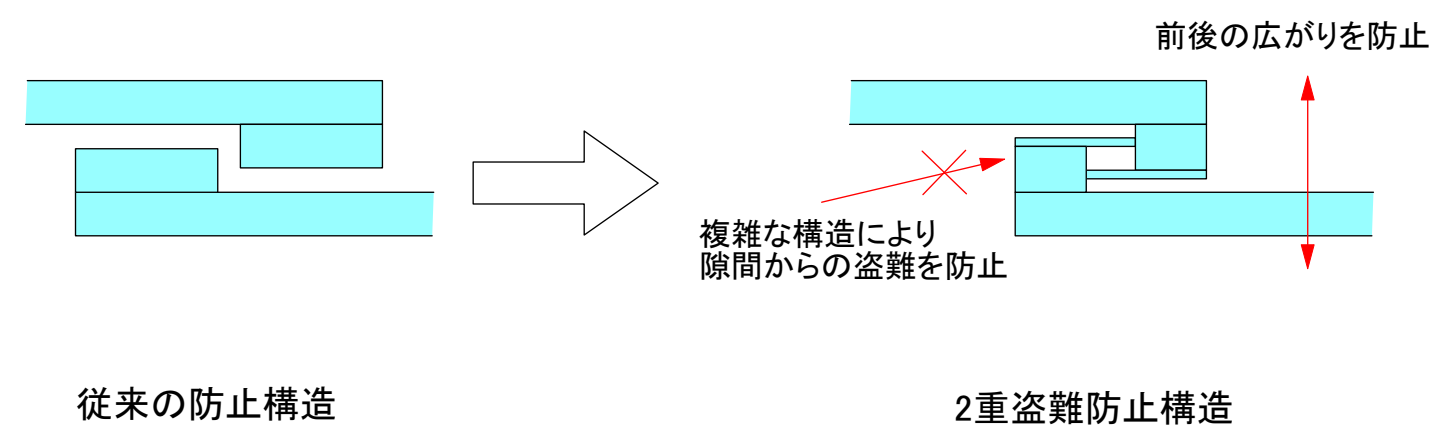 前後の広がりを防止
複雑な構造により
隙間からの盗難を防止
従来の防止構造
2重盗難防止構造